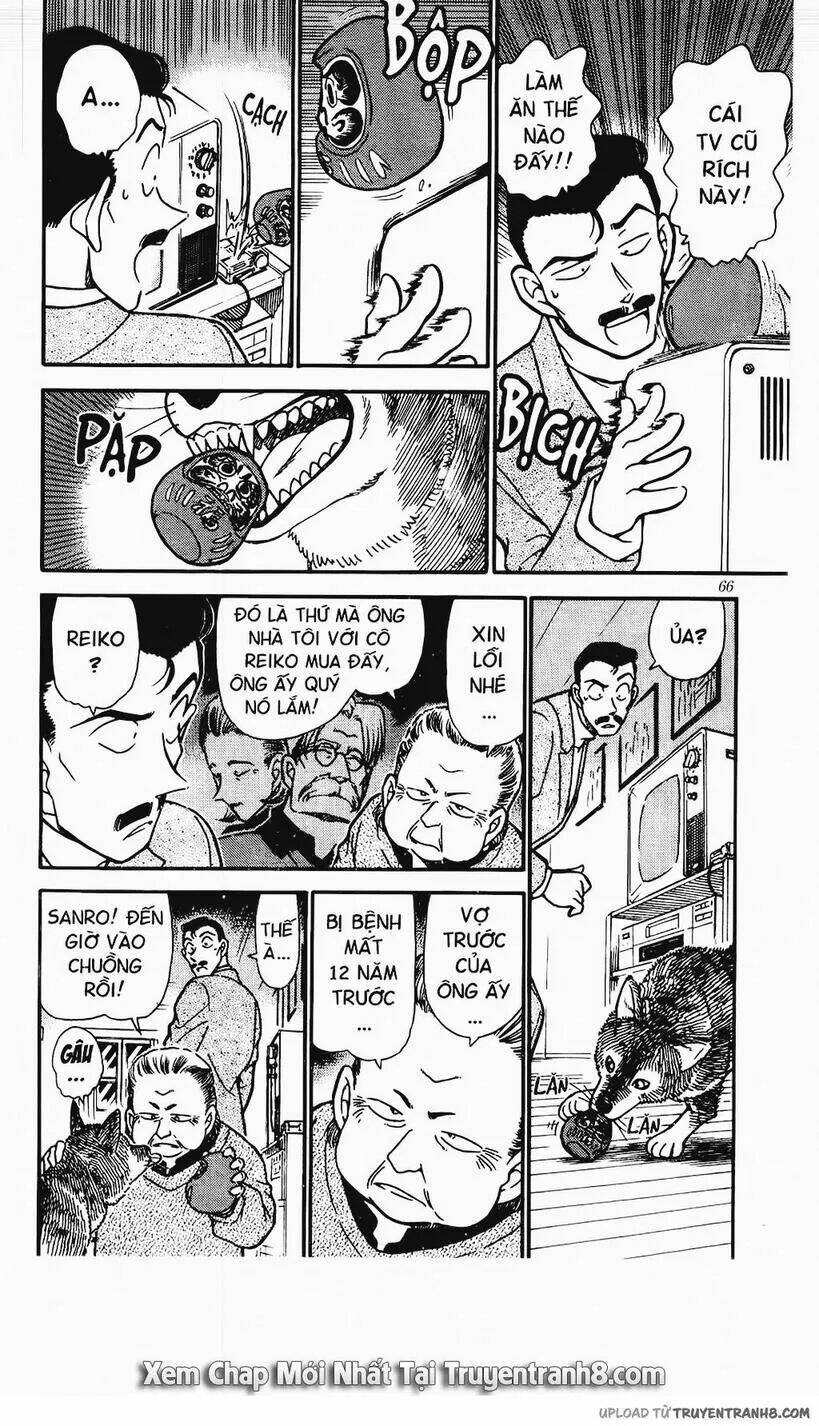 CÁI
TV CŨ
RÍCH
NÀY!
LÀM
ĂN THẾ
NÀO
ĐẤY!!
BỊCH
BỘP
A...
CẠCH
PẶP
66
ỦA?
LĂN
LĂN
XIN
LỖI
NHÉ
...
ĐÓ LÀ THỨ MÀ ÔNG
NHÀ TÔI VỚI CÔ
REIKO MUA ĐẤY,
ÔNG ẤY QUÝ
NÓ LẮM!
REIKO
?
VỢ
TRƯỚC
CỦA
ÔNG ẤY
...
BỊ BỆNH
MẤT
12 NĂM
TRƯỚC
...
THẾ
À...
SANRO! ĐẾN
GIỜ VÀO
CHUỒNG
RỒI!
GÂU
...
Xem Chap Mới Nhất Tại Truyentranh8.com
UPLOAD TỪ TRUYENTRANH8.COM